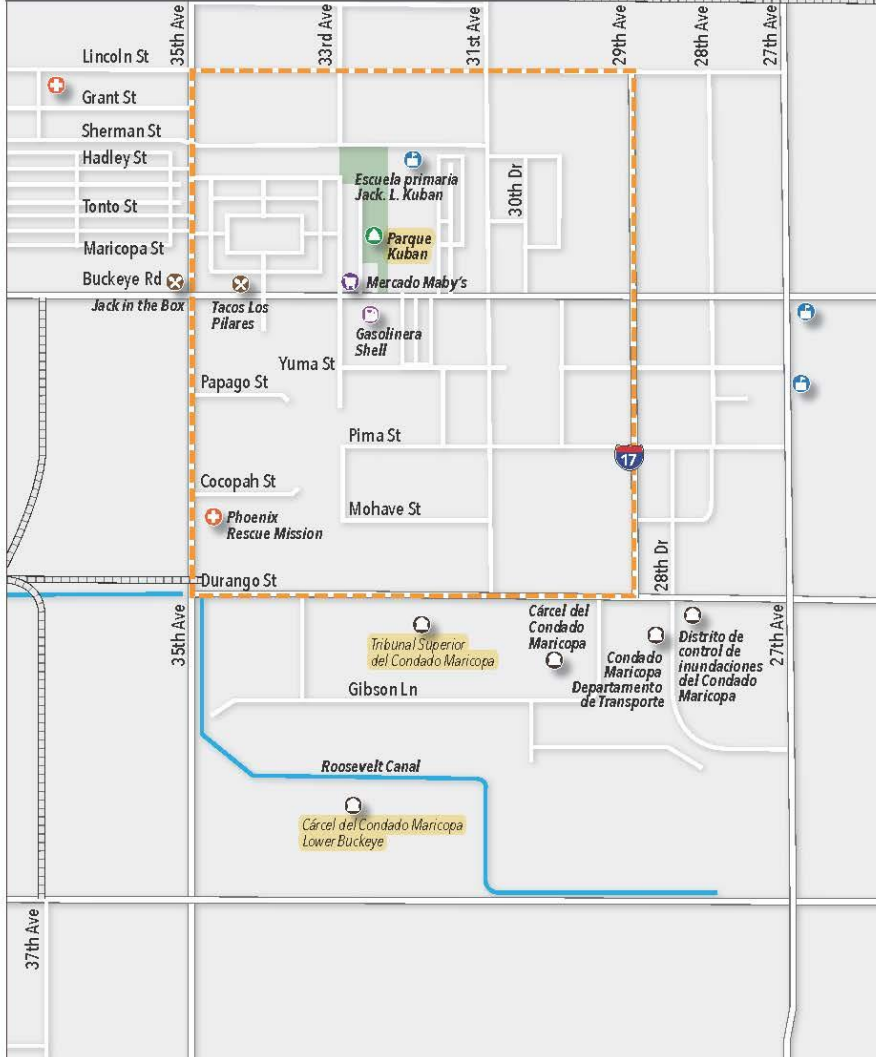 35th Ave
33rd Ave
31st Ave
29th Ave
28th Ave
27th Ave
Lincoln St
Grant St
Sherman St
Hadley St
Escuela primaria
Jack. L. Kuban
30th Dr
Tonto St
Parque
Kuban
Maricopa St
Buckeye Rd
Mercado Maby's
Jack in the Box
Tacos Los
Pilares
Gasolinera
Shell
Yuma St
Papago St
Pima St
17
Cocopah St
Mohave St
Phoenix
Rescue Mission
28th Dr
Durango St
35th Ave
Tribunal Superior
del Condado Maricopa
Cárcel del
Condado
Maricopa
Condado
Maricopa
Departamento
de Transporte
Distrito de
control de
inundaciones
del Condado
Maricopa
27th Ave
Gibson Ln
Roosevelt Canal
Cárcel del Condado Maricopa
Lower Buckeye
37th Ave